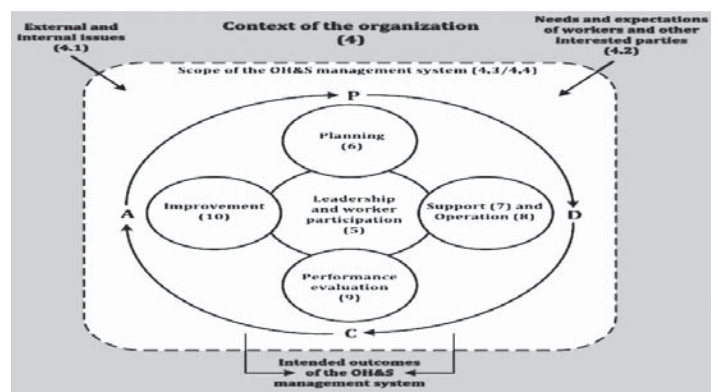 External and
internal issues
(4.1)
Context of the organization
(4)
Needs and expectations
of workers and other
interested parties
(4.2)
Scope of the OH&S management system (4,3/4,4)
P
Planning
(6)
A
Improvement
(10)
Leadership
and worker
participation
(5)
Support (7) and
Operation (8)
D
Performance
evaluation
(9)
C
Intended outcomes
of the OH&S
management system